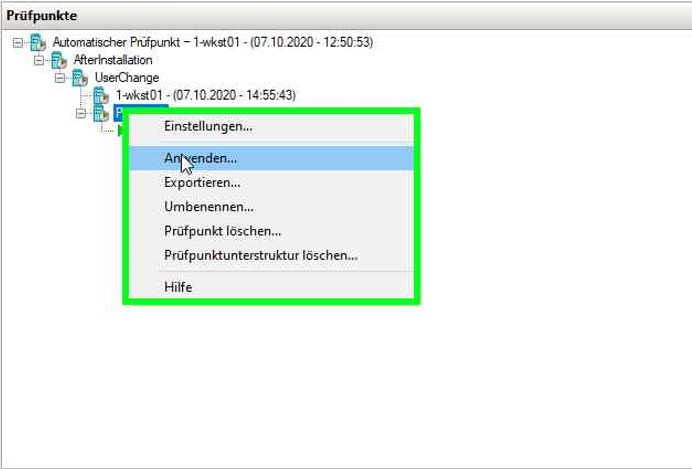 Prüfpunkte
Automatischer Prüfpunkt – 1-wkst01 - (07.10.2020 - 12:50:53)
AfterInstallation
UserChange
1-wkst01 - (07.10.2020 - 14:55:43)
Einstellungen...
Anwenden...
Exportieren...
Umbenennen...
Prüfpunkt löschen...
Prüfpunktunterstruktur löschen...
Hilfe